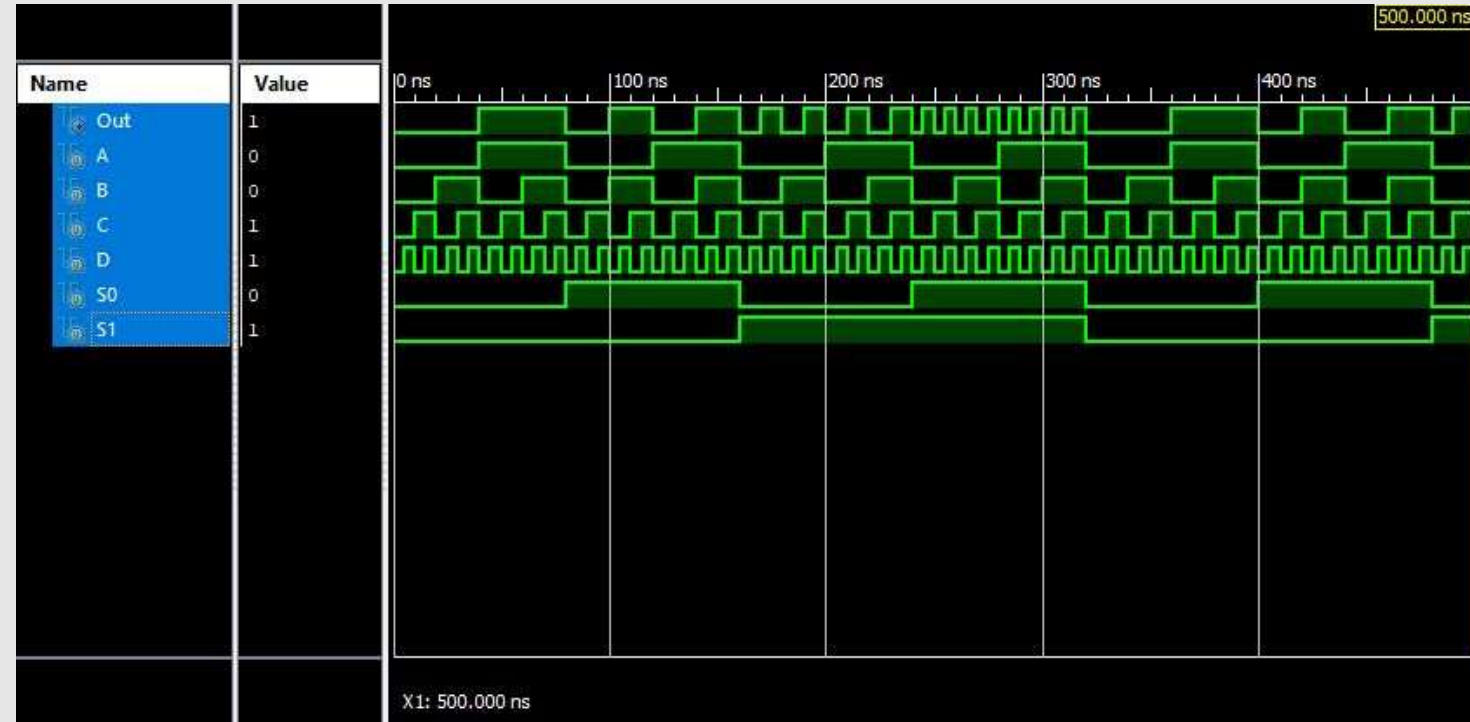 500.000 ns
Name Value
0 ns 100 ns 200 ns 300 ns 400 ns
Out 1
A 0
B 0
C 1
D 1
S0 0
S1 1
X1: 500.000 ns